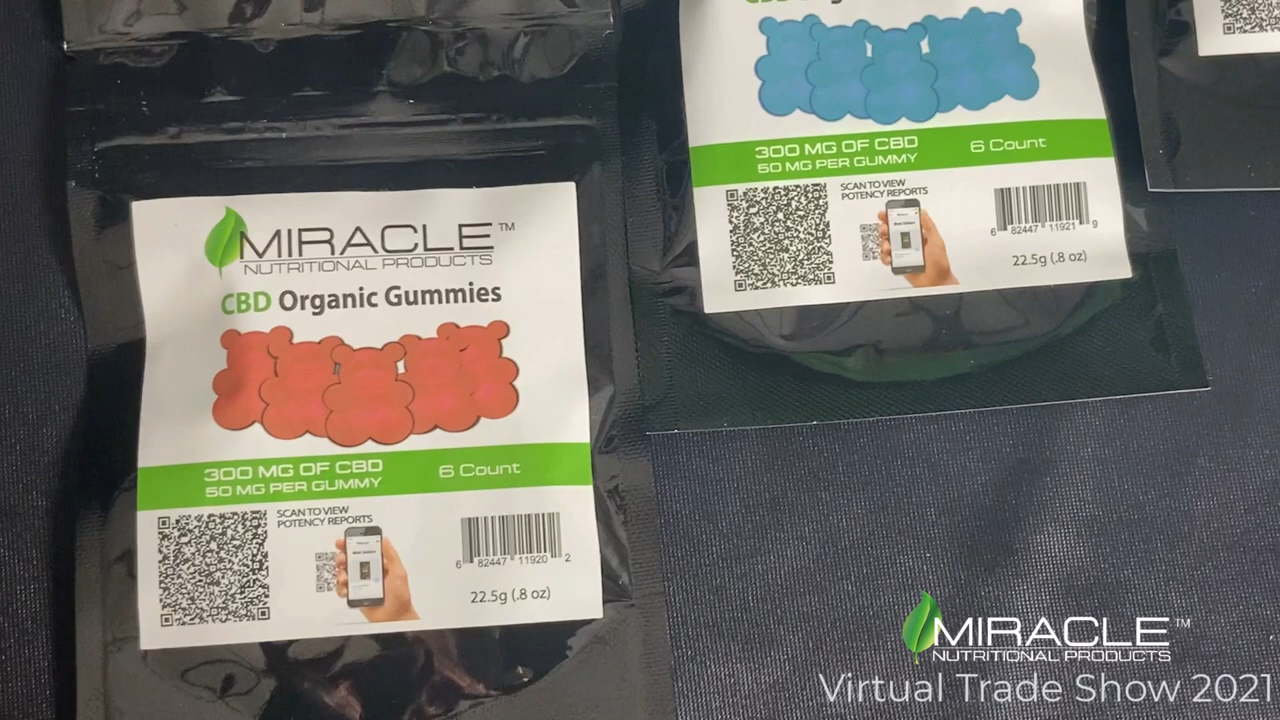 MIRACLE™
NUTRITIONAL PRODUCTS
CBD Organic Gummies
300 MG OF CBD
50 MG PER GUMMY
6 Count
SCAN TO VIEW
POTENCY REPORTS
6 82447 11920 2
22.5g (.8 oz)
CBD Organic Gummies
300 MG OF CBD
50 MG PER GUMMY
6 Count
SCAN TO VIEW
POTENCY REPORTS
6 82447 11921 9
22.5g (.8 oz)
MIRACLE™
NUTRITIONAL PRODUCTS
Virtual Trade Show 2021